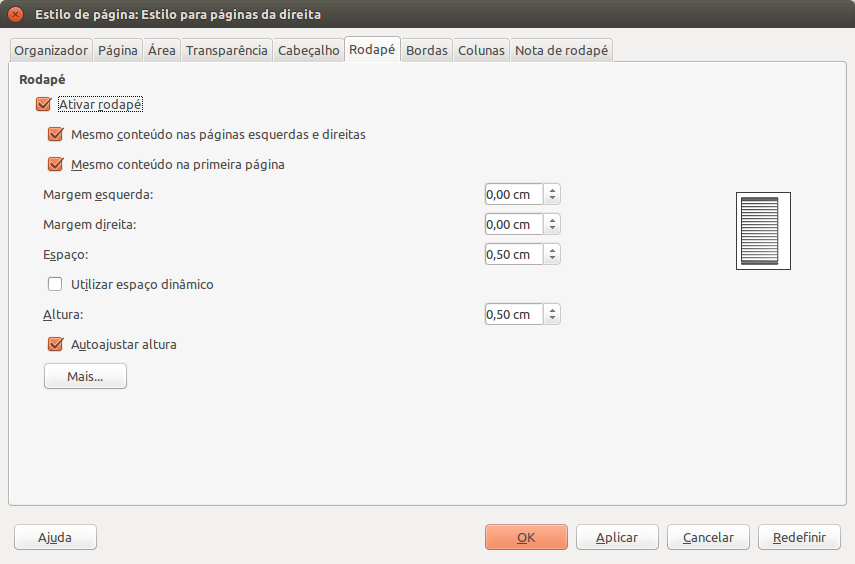 Estilo de página: Estilo para páginas da direita
Organizador Página Área Transparência Cabeçalho Rodapé Bordas Colunas Nota de rodapé
Rodapé
Ativar rodapé
Mesmo conteúdo nas páginas esquerdas e direitas
Mesmo conteúdo na primeira página
Margem esquerda: 0,00 cm
Margem direita: 0,00 cm
Espaço: 0,50 cm
Utilizar espaço dinâmico
Altura: 0,50 cm
Autoajustar altura
Mais...
Ajuda OK Aplicar Cancelar Redefinir